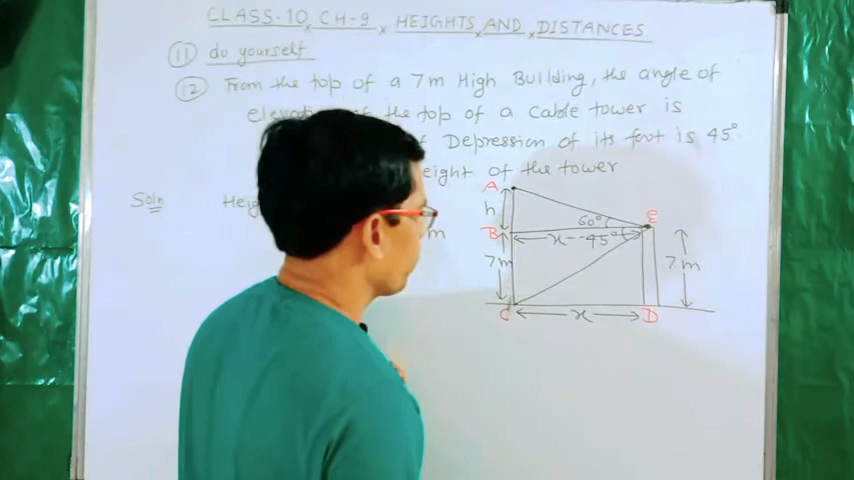 CLASS-10, CH-9 x HEIGHTS x AND x DISTANCES
11 do yourself
12 From the top of a 7m High Building, the angle of
the top of a cable tower is
Depression of its foot is 45°
of the tower
Soln
A
h
B
7m
C
60°
x--45°
E
7m
x
D
m